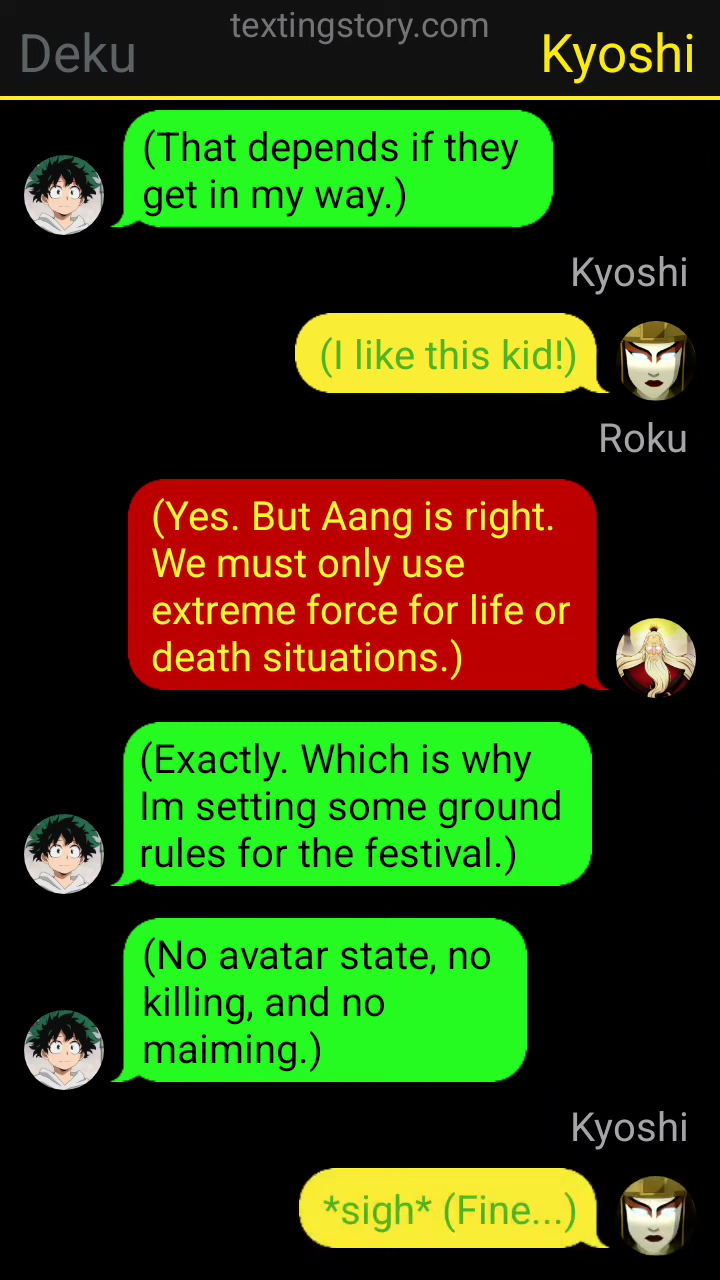 textingstory.com
Deku
Kyoshi
(That depends if they
get in my way.)
Kyoshi
(I like this kid!)
Roku
(Yes. But Aang is right.
We must only use
extreme force for life or
death situations.)
(Exactly. Which is why
Im setting some ground
rules for the festival.)
(No avatar state, no
killing, and no
maiming.)
Kyoshi
*sigh* (Fine...)